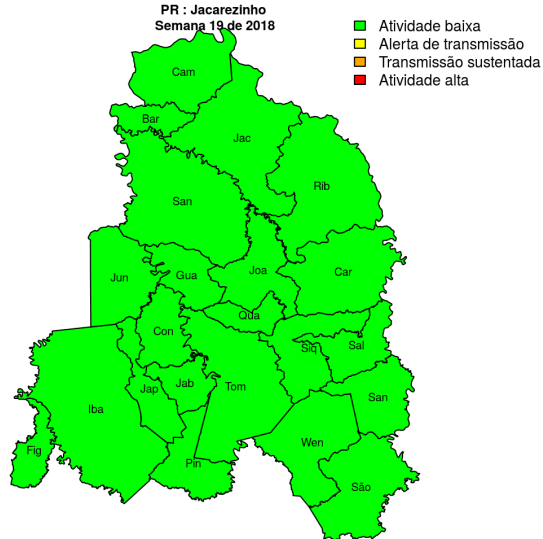 PR : Jacarezinho
Semana 19 de 2018
Atividade baixa
Alerta de transmissão
Transmissão sustentada
Atividade alta
Cam
Bar
Jac
Rib
San
Jun
Gua
Joa
Car
Qua
Con
Siq
Sal
Jap
Jab
Tom
San
Iba
Wen
Fig
Pin
São